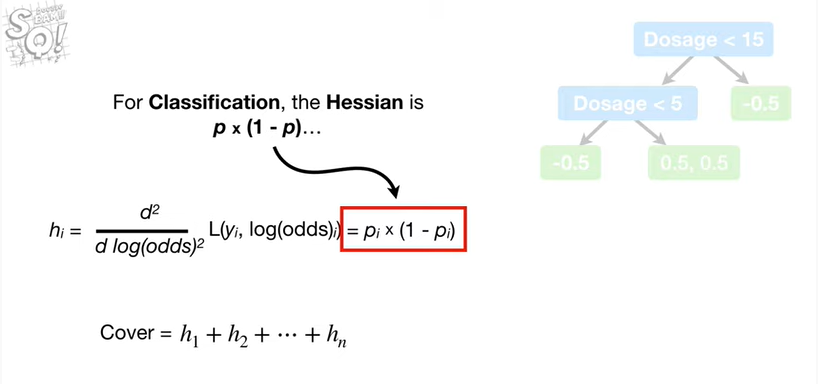 Dosage < 15
Dosage < 5
-0.5
-0.5
0.5, 0.5
For Classification, the Hessian is
p x (1 - p)…
hᵢ = d² / d log(odds)² L(yᵢ, log(odds)ᵢ) = pᵢ x (1 - pᵢ)
Cover = h₁ + h₂ + ⋯ + hₙ